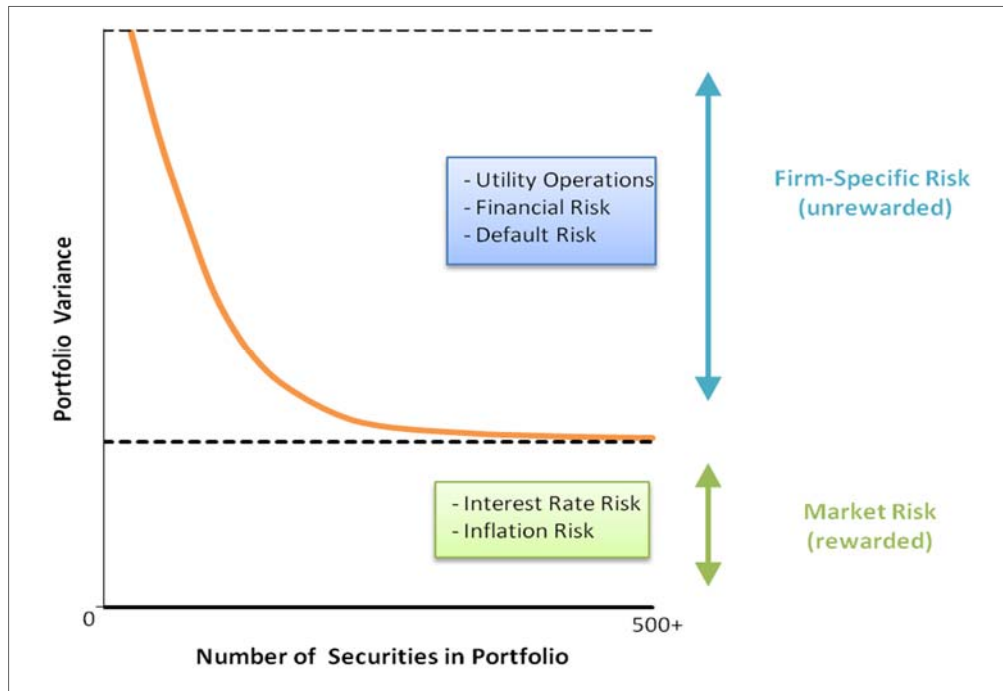 - Utility Operations
- Financial Risk
- Default Risk
Firm-Specific Risk
(unrewarded)
Portfolio Variance
- Interest Rate Risk
- Inflation Risk
Market Risk
(rewarded)
0
500+
Number of Securities in Portfolio